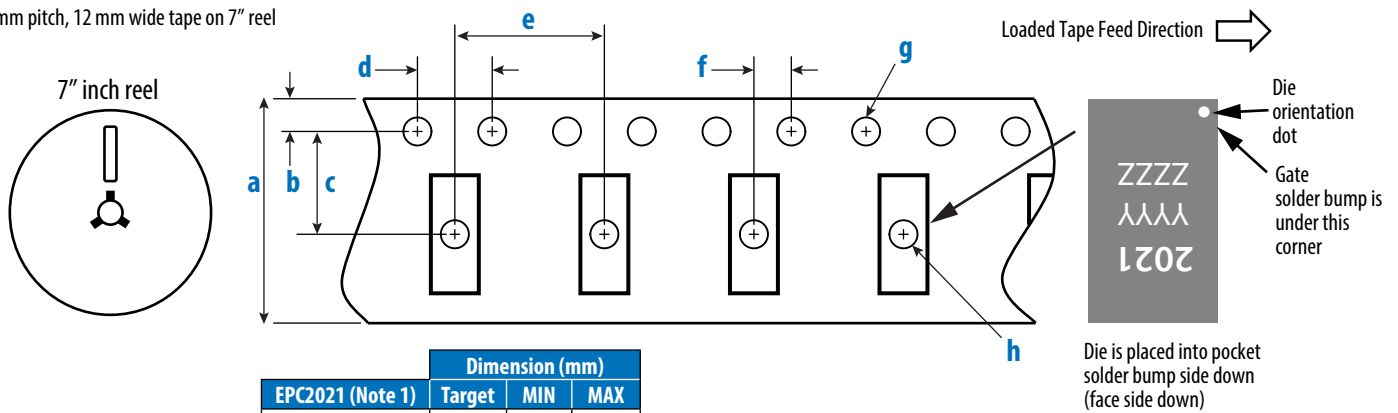 mm pitch, 12 mm wide tape on 7” reel
7” inch reel
Loaded Tape Feed Direction
a
b
c
d
e
f
g
h
Die
orientation
dot
Gate
solder bump is
under this
corner
ZZZZ
YYYY
2021
Die is placed into pocket
solder bump side down
(face side down)
Dimension (mm)
EPC2021 (Note 1) Target MIN MAX